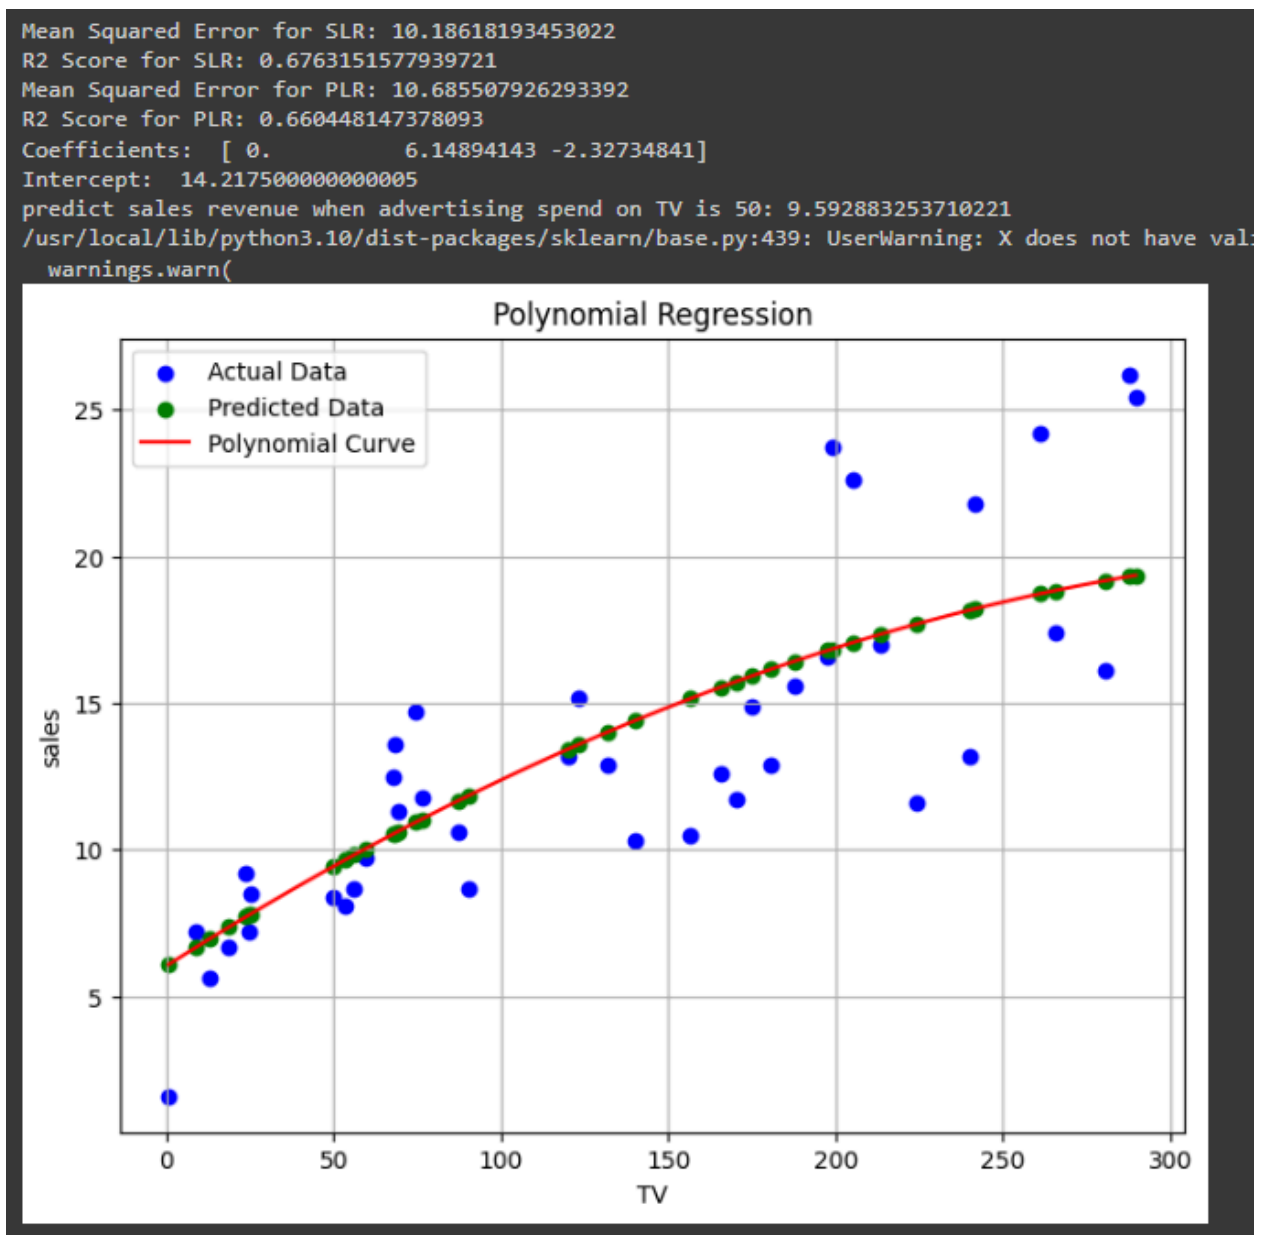 Mean Squared Error for SLR: 10.18618193453022
R2 Score for SLR: 0.6763151577939721
Mean Squared Error for PLR: 10.685507926293392
R2 Score for PLR: 0.660448147378093
Coefficients:  [ 0.          6.14894143 -2.32734841]
Intercept:  14.217500000000005
predict sales revenue when advertising spend on TV is 50: 9.592883253710221
/usr/local/lib/python3.10/dist-packages/sklearn/base.py:439: UserWarning: X does not have
  warnings.warn(
Polynomial Regression
Actual Data
Predicted Data
Polynomial Curve
25
20
15
10
5
sales
0 50 100 150 200 250 300
TV